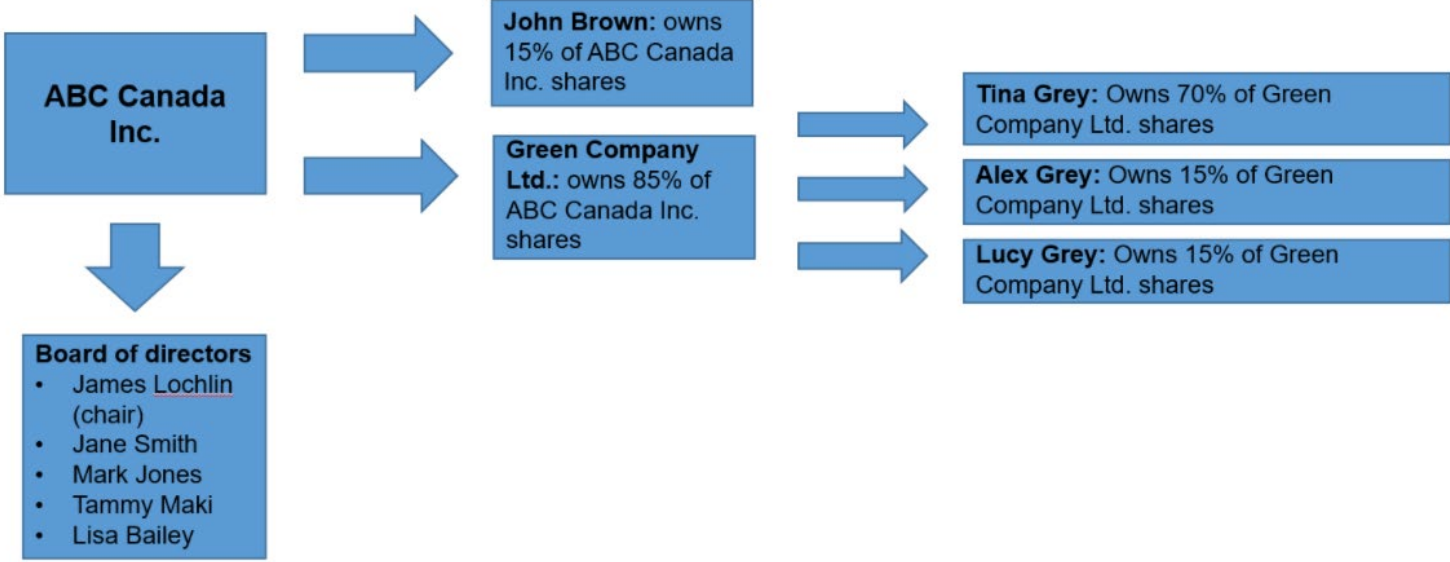 ABC Canada
Inc.
John Brown: owns
15% of ABC Canada
Inc. shares
Green Company
Ltd.: owns 85% of
ABC Canada Inc.
shares
Tina Grey: Owns 70% of Green
Company Ltd. shares
Alex Grey: Owns 15% of Green
Company Ltd. shares
Lucy Grey: Owns 15% of Green
Company Ltd. shares
Board of directors
• James Lochlin
(chair)
• Jane Smith
• Mark Jones
• Tammy Maki
• Lisa Bailey